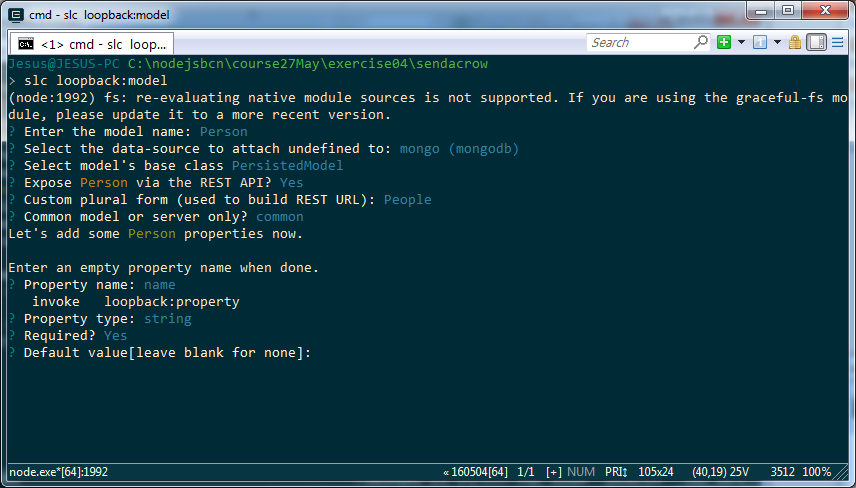 cmd - slc loopback:model
<1> cmd - slc loop...
Search
Jesus@JESUS-PC C:\nodejsbcn\course27May\exercise04\sendacrow
> slc loopback:model
(node:1992) fs: re-evaluating native module sources is not supported. If you are using the graceful-fs mo
dule, please update it to a more recent version.
? Enter the model name: Person
? Select the data-source to attach undefined to: mongo (mongodb)
? Select model's base class PersistedModel
? Expose Person via the REST API? Yes
? Custom plural form (used to build REST URL): People
? Common model or server only? common
Let's add some Person properties now.
Enter an empty property name when done.
? Property name: name
invoke loopback:property
? Property type: string
? Required? Yes
? Default value[leave blank for none]:
node.exe*[64]:1992 « 160504[64] 1/1 [+] NUM PRI↕ 105x24 (40,19) 25V 3512 100%